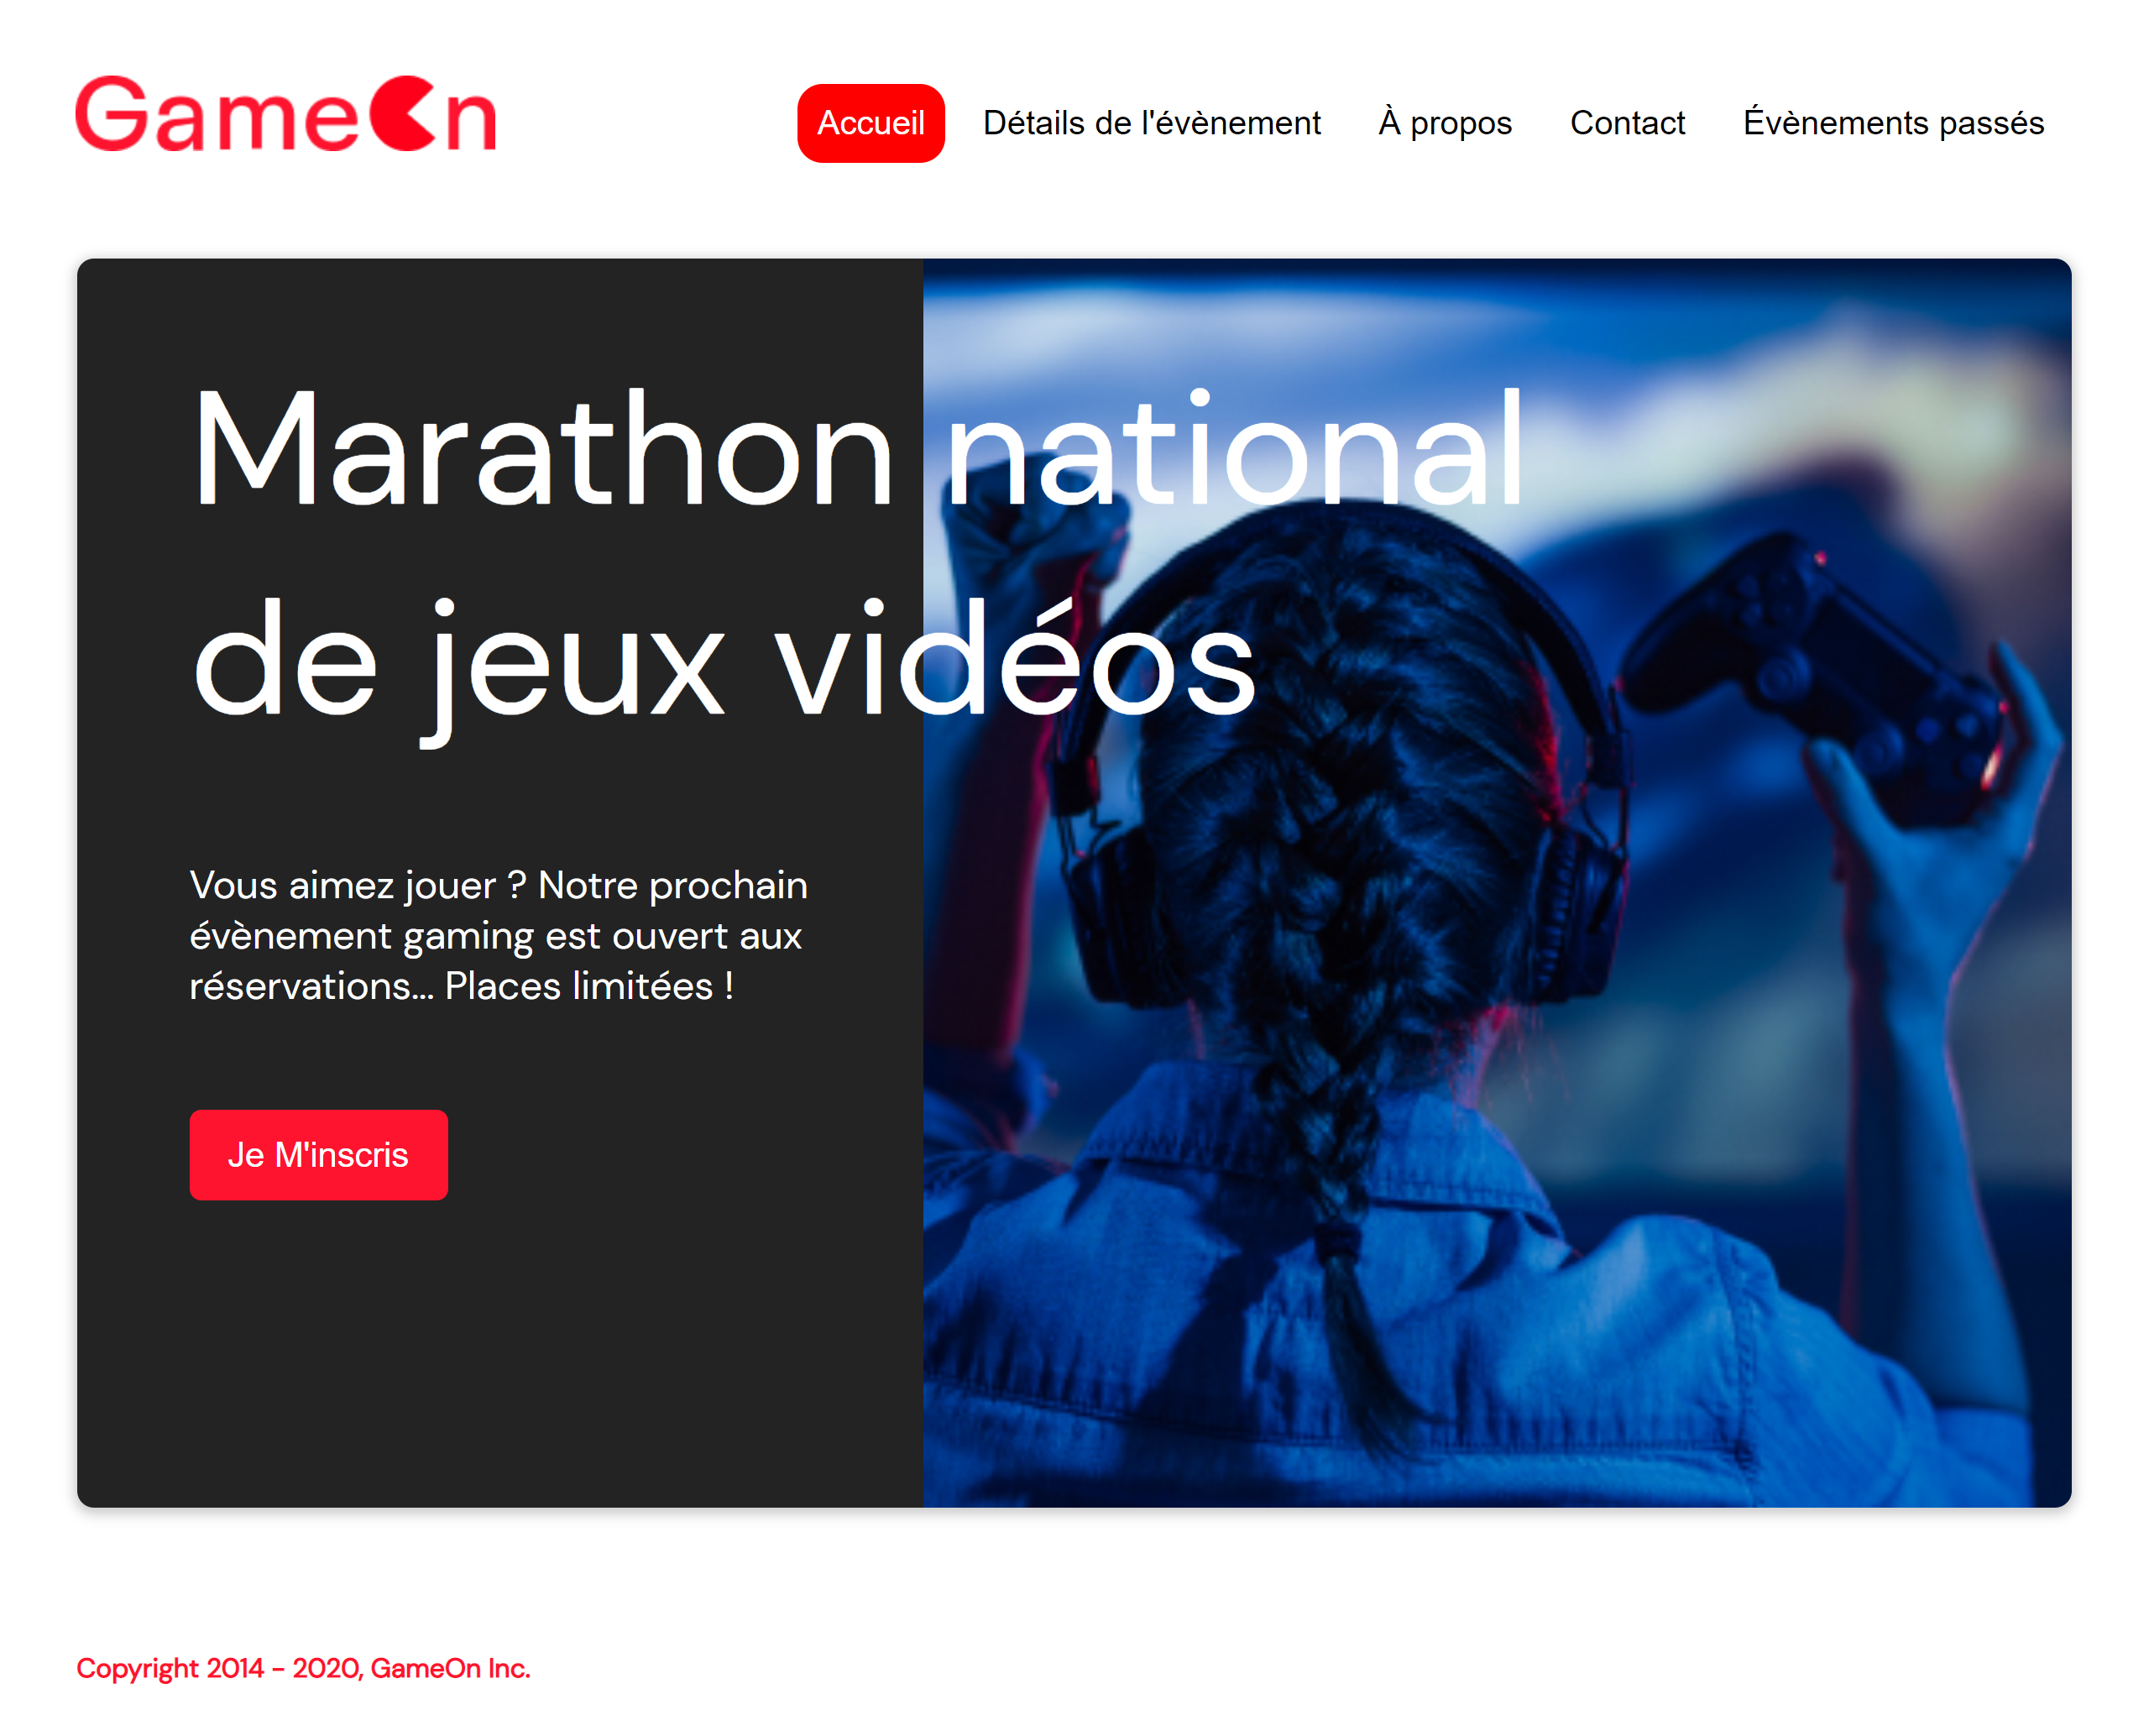 GameOn
Accueil
Détails de l'évènement
À propos
Contact
Évènements passés
Marathon national
de jeux vidéos
Vous aimez jouer ? Notre prochain
évènement gaming est ouvert aux
réservations... Places limitées !
Je M'inscris
Copyright 2014 - 2020, GameOn Inc.